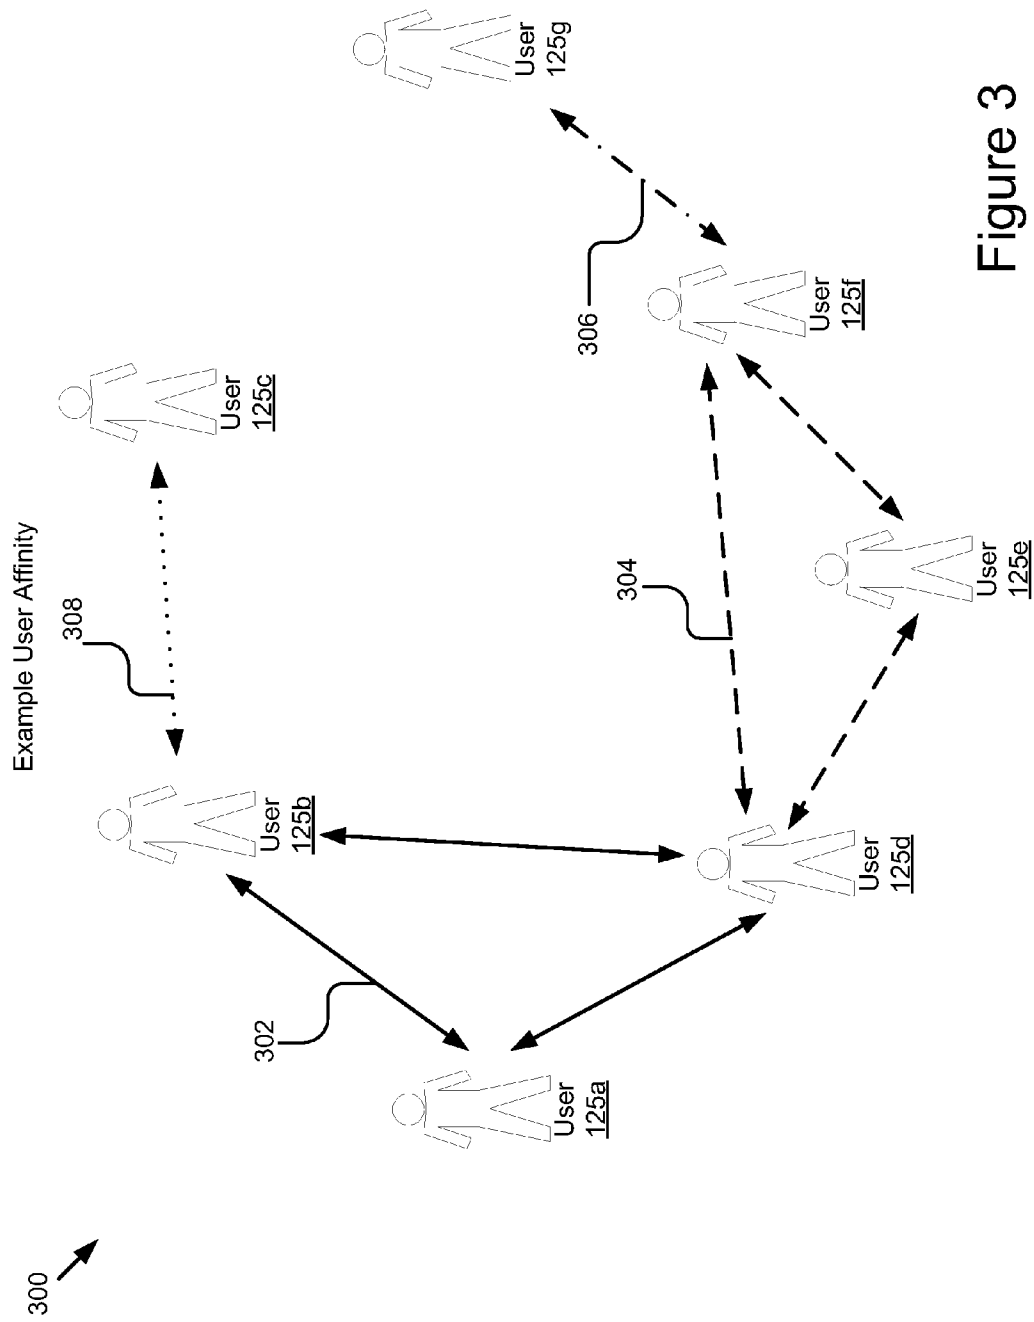 Example User Affinity
300
302
308
304
306
User
125a
User
125b
User
125c
User
125d
User
125e
User
125f
User
125g
Figure 3